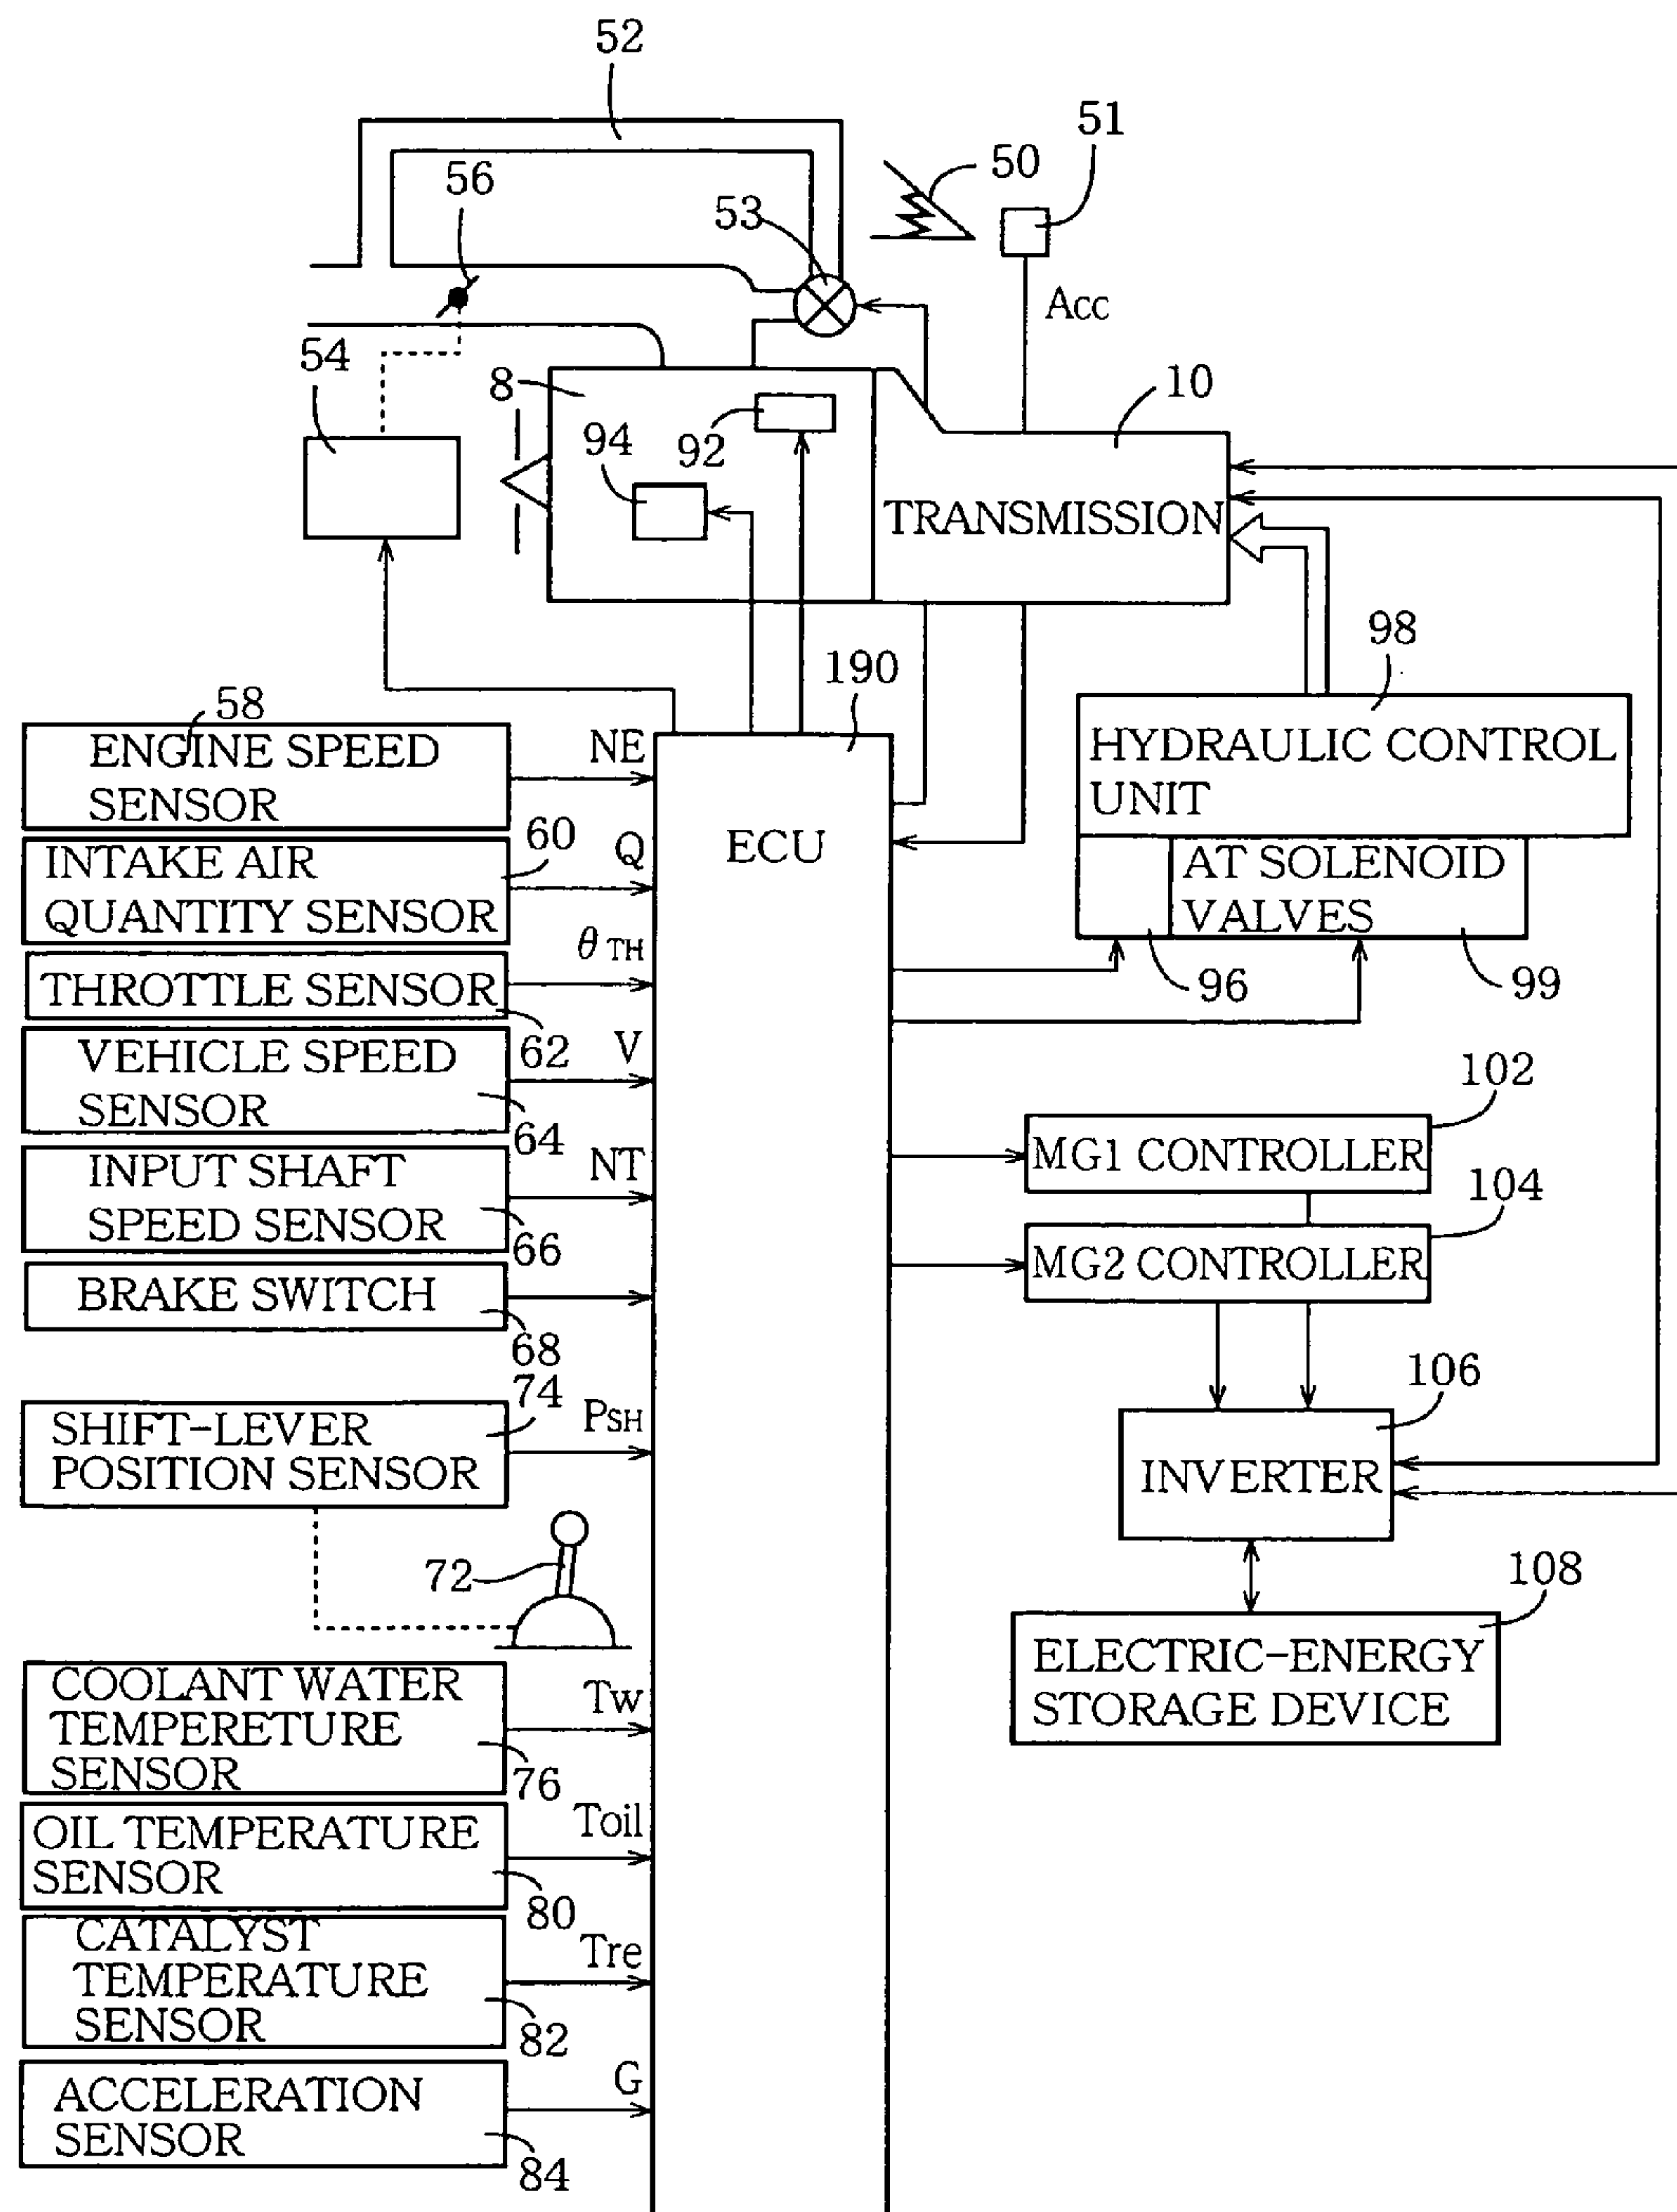 52
51
50
56
53
Acc
54
8
10
94
92
TRANSMISSION
98
190
58
ENGINE SPEED
SENSOR
NE
HYDRAULIC CONTROL
UNIT
60
INTAKE AIR
QUANTITY SENSOR
Q
ECU
AT SOLENOID
VALVES
θTH
THROTTLE SENSOR
96
99
62
VEHICLE SPEED
SENSOR
V
64
102
MG1 CONTROLLER
INPUT SHAFT
SPEED SENSOR
NT
66
104
MG2 CONTROLLER
BRAKE SWITCH
68
74
106
SHIFT-LEVER
POSITION SENSOR
PSH
INVERTER
72
108
COOLANT WATER
TEMPERETURE
SENSOR
Tw
76
ELECTRIC-ENERGY
STORAGE DEVICE
OIL TEMPERATURE
SENSOR
Toil
80
CATALYST
TEMPERATURE
SENSOR
Tre
82
ACCELERATION
SENSOR
G
84